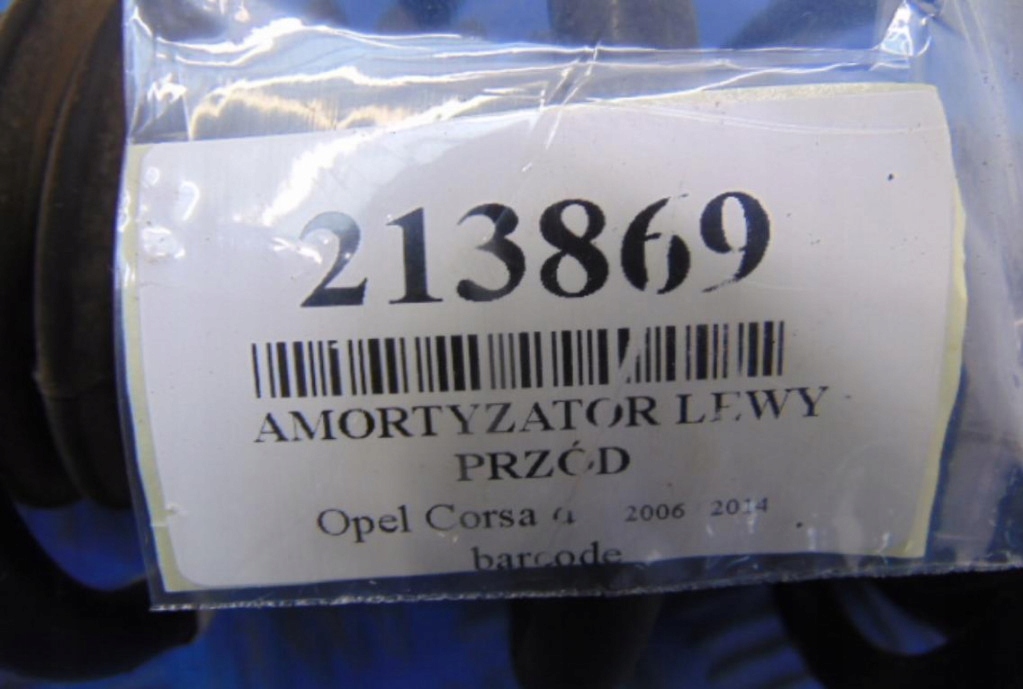 213869
AMORTYZATOR LEWY
PRZÓD
Opel Corsa d 2006 2014
barcode